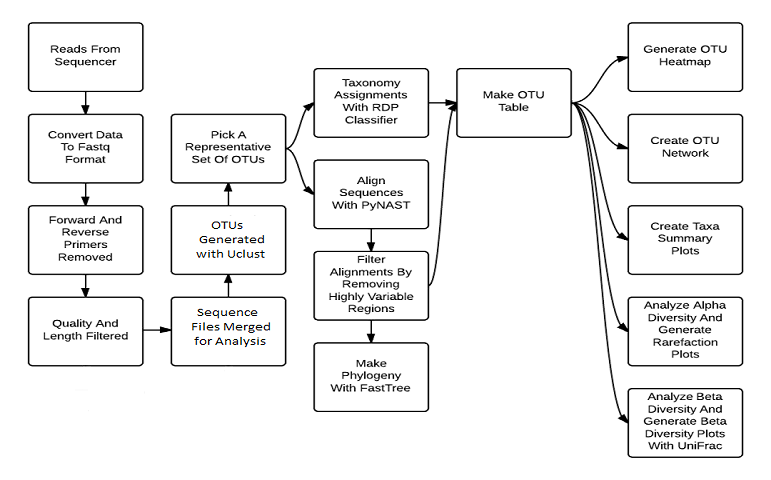 Reads From
Sequencer
Convert Data
To Fastq
Format
Forward And
Reverse
Primers
Removed
Quality And
Length Filtered
Sequence
Files Merged
for Analysis
OTUs
Generated
with Uclust
Pick A
Representative
Set Of OTUs
Taxonomy
Assignments
With RDP
Classifier
Align
Sequences
With PyNAST
Filter
Alignments By
Removing
Highly Variable
Regions
Make
Phylogeny
With FastTree
Make OTU
Table
Generate OTU
Heatmap
Create OTU
Network
Create Taxa
Summary
Plots
Analyze Alpha
Diversity And
Generate
Rarefaction
Plots
Analyze Beta
Diversity And
Generate Beta
Diversity Plots
With UniFrac